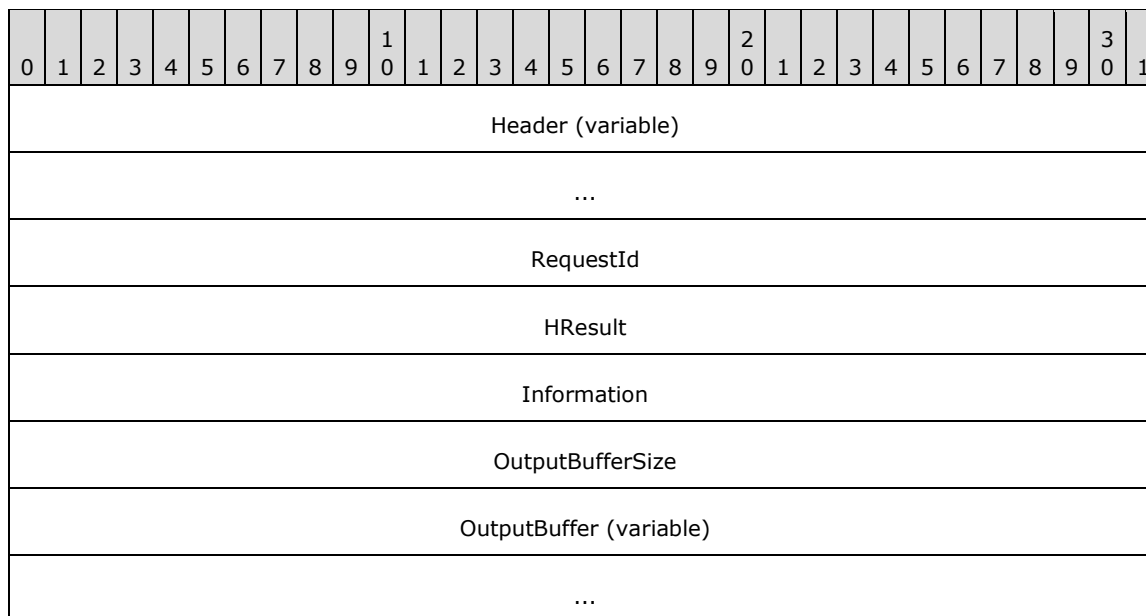 1 2 3
0 1 2 3 4 5 6 7 8 9 0 1 2 3 4 5 6 7 8 9 0 1 2 3 4 5 6 7 8 9 0 1
Header (variable)
...
RequestId
HResult
Information
OutputBufferSize
OutputBuffer (variable)
...